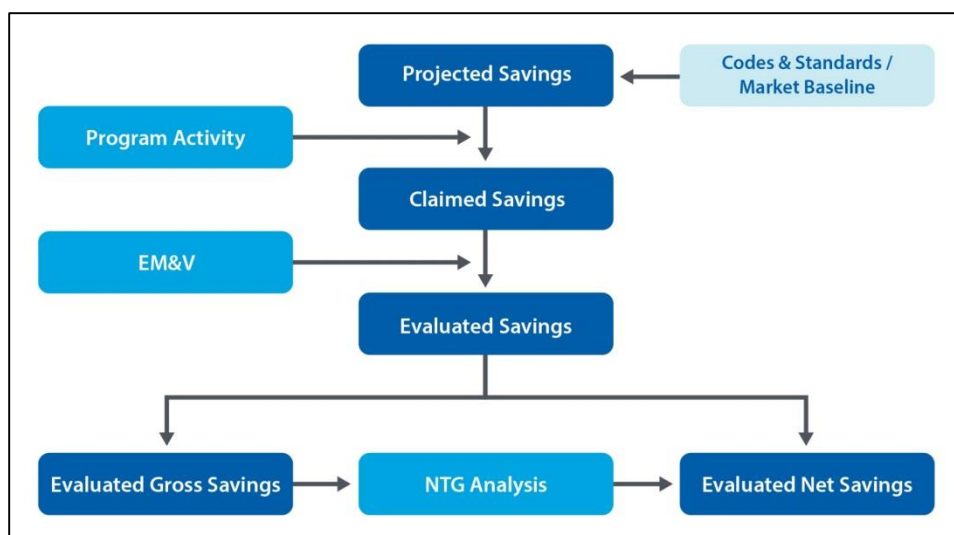 Projected Savings
Codes & Standards /
Market Baseline
Program Activity
Claimed Savings
EM&V
Evaluated Savings
Evaluated Gross Savings
NTG Analysis
Evaluated Net Savings